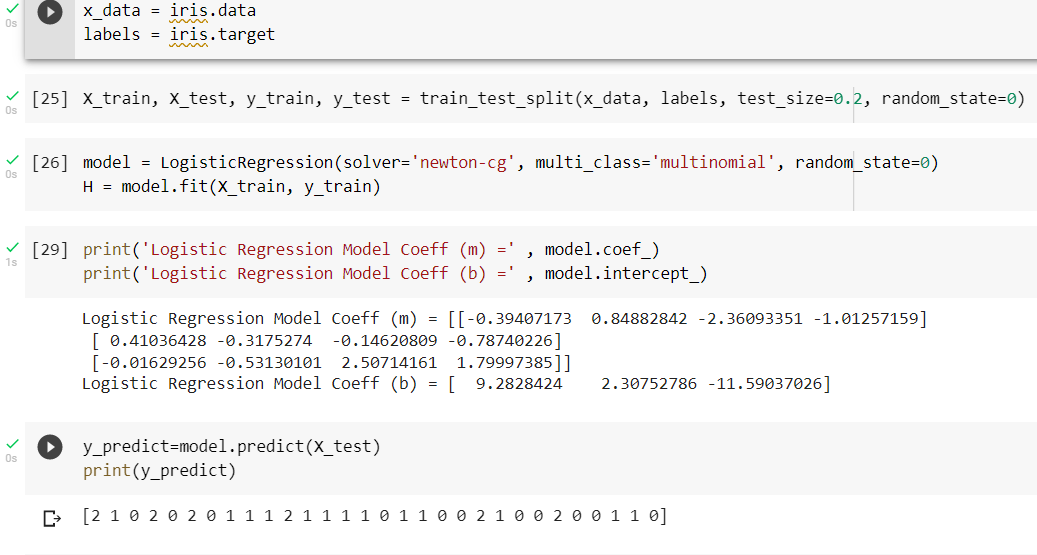 0s
x_data = iris.data
labels = iris.target
0s
[25] X_train, X_test, y_train, y_test = train_test_split(x_data, labels, test_size=0.2, random_state=0)
0s
[26] model = LogisticRegression(solver='newton-cg', multi_class='multinomial', random_state=0)
H = model.fit(X_train, y_train)
1s
[29] print('Logistic Regression Model Coeff (m) =' , model.coef_)
print('Logistic Regression Model Coeff (b) =' , model.intercept_)
Logistic Regression Model Coeff (m) = [[-0.39407173  0.84882842 -2.36093351 -1.01257159]
[ 0.41036428 -0.3175274  -0.14620809 -0.78740226]
[-0.01629256 -0.53130101  2.50714161  1.79997385]]
Logistic Regression Model Coeff (b) = [  9.2828424    2.30752786 -11.59037026]
0s
y_predict=model.predict(X_test)
print(y_predict)
[2 1 0 2 0 2 0 1 1 1 2 1 1 1 1 0 1 1 0 0 2 1 0 0 2 0 0 1 1 0]